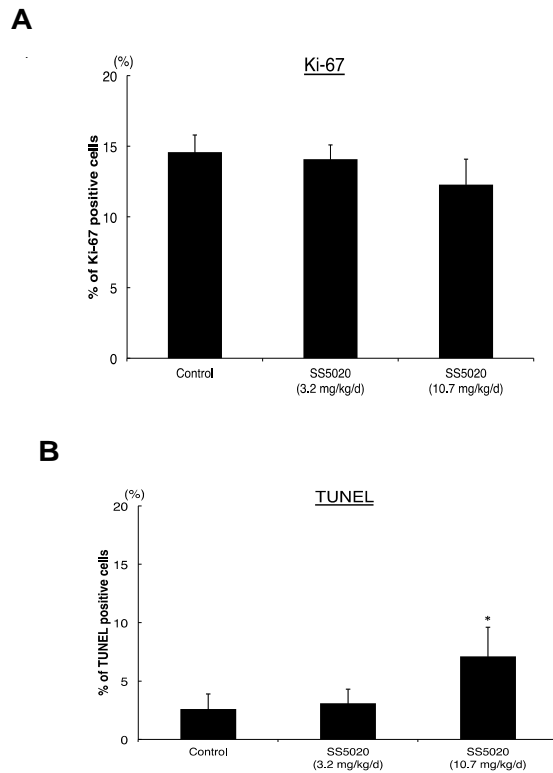 A
(%)
Ki-67
20
15
10
5
0
% of Ki-67 positive cells
Control
SS5020
(3.2 mg/kg/d)
SS5020
(10.7 mg/kg/d)
B
(%)
TUNEL
20
15
10
5
0
% of TUNEL positive cells
*
Control
SS5020
(3.2 mg/kg/d)
SS5020
(10.7 mg/kg/d)